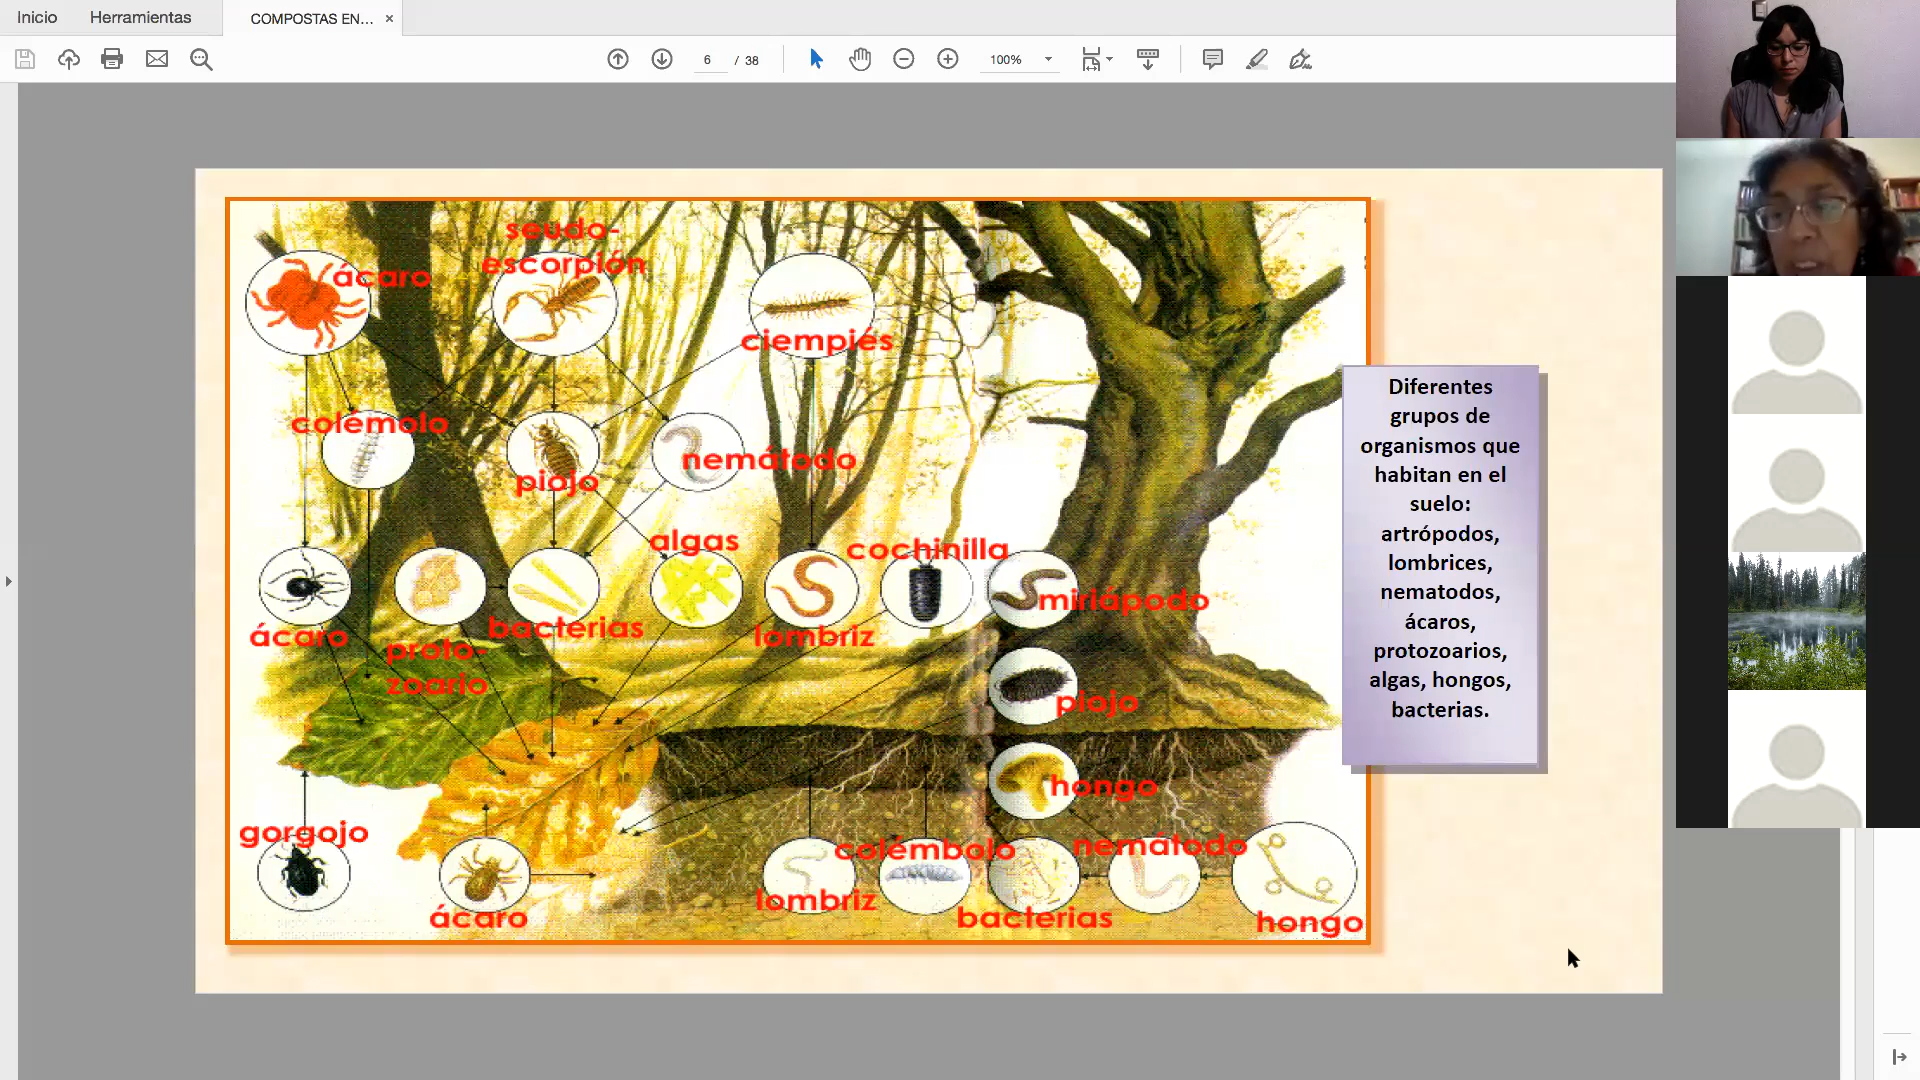 Inicio
Herramientas
COMPOSTAS EN...
6 / 38
100%
seudo-
escorpión
ácaro
ciempiés
colémolo
piojo
nemátodo
algas
cochinilla
miriápodo
ácaro
proto-
zoario
bacterias
lombriz
piojo
hongo
gorgojo
ácaro
lombriz
colémbolo
bacterias
nemátodo
hongo
Diferentes
grupos de
organismos que
habitan en el
suelo:
artrópodos,
lombrices,
nematodos,
ácaros,
protozoarios,
algas, hongos,
bacterias.